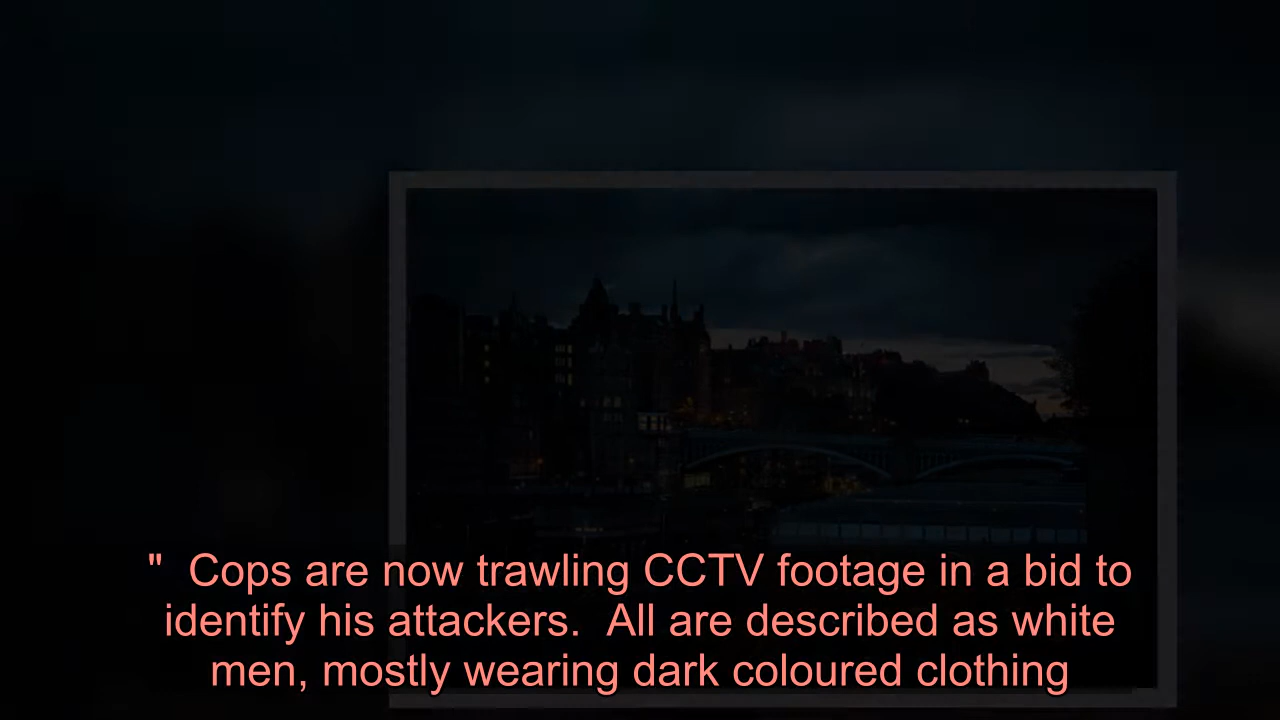 "  Cops are now trawling CCTV footage in a bid to
identify his attackers.  All are described as white
men, mostly wearing dark coloured clothing